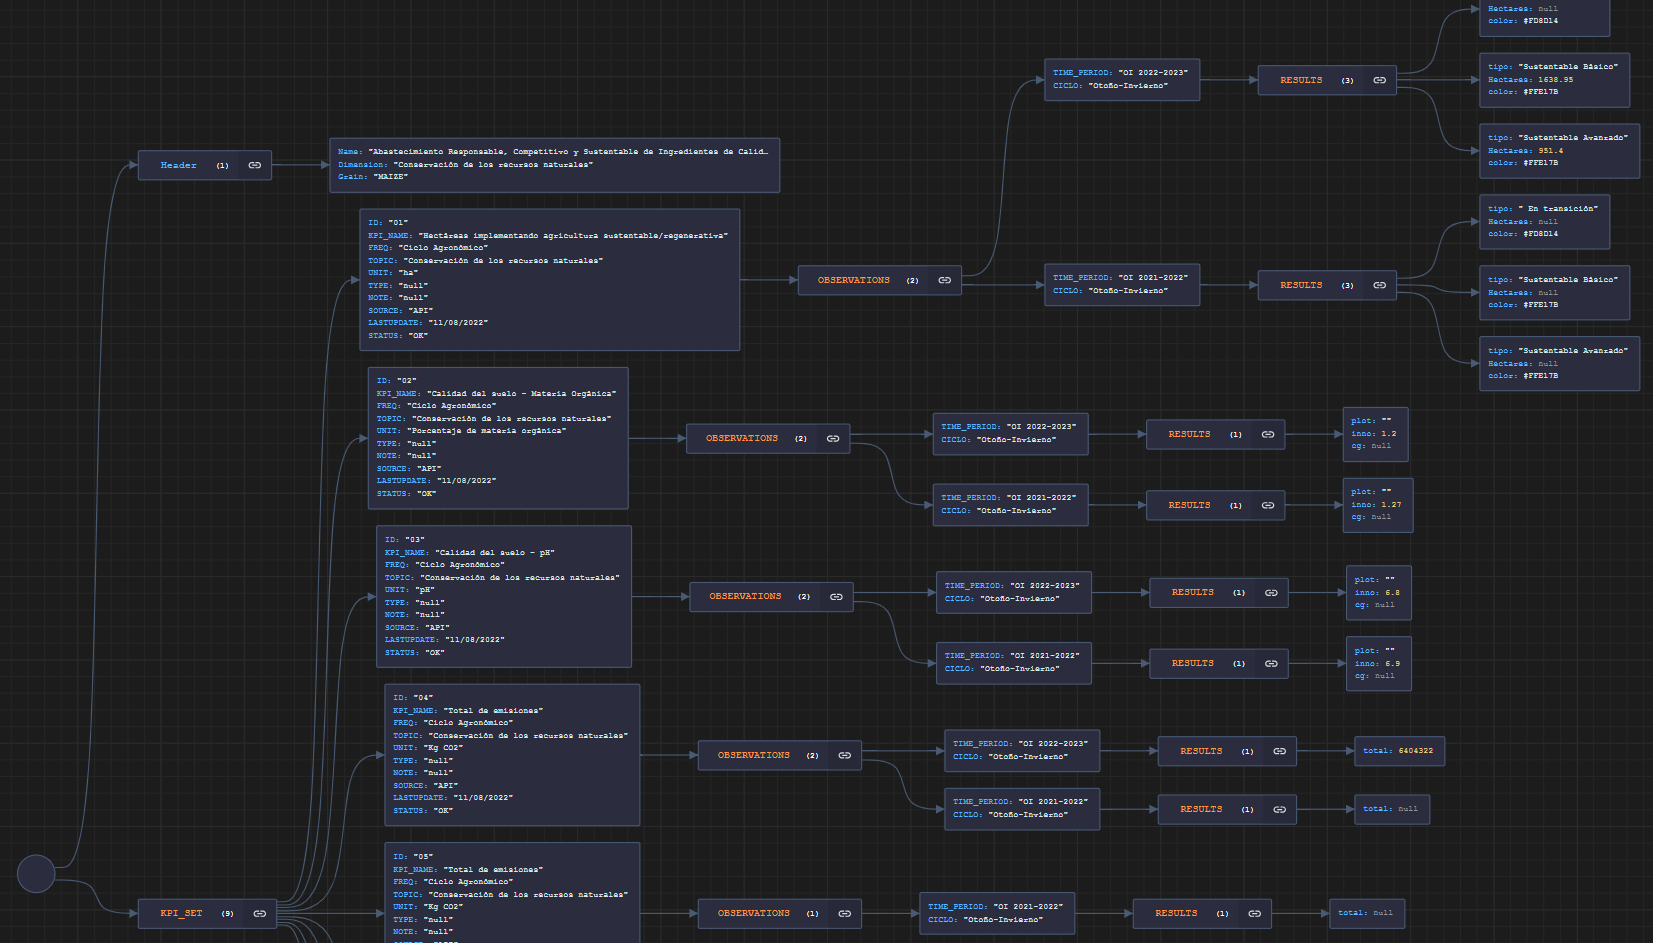 Hectares: null
color: #FD8D14
tipo: "Sustentable Básico"
Hectares: 1638.95
color: #FFE17B
tipo: "Sustentable Avanzado"
Hectares: 951.4
color: #FFE17B
TIME_PERIOD: "OI 2022-2023"
CICLO: "Otoño-Invierno"
RESULTS (3)
Header (1)
Name: "Abastecimiento Responsable, Competitivo y Sustentable de Ingredientes de Calid…
Dimension: "Conservación de los recursos naturales"
Grain: "MAIZE"
ID: "01"
KPI_NAME: "Hectáreas implementando agricultura sustentable/regenerativa"
FREQ: "Ciclo Agronómico"
TOPIC: "Conservación de los recursos naturales"
UNIT: "ha"
TYPE: "null"
NOTE: "null"
SOURCE: "API"
LASTUPDATE: "11/08/2022"
STATUS: "OK"
OBSERVATIONS (2)
TIME_PERIOD: "OI 2021-2022"
CICLO: "Otoño-Invierno"
RESULTS (3)
tipo: " En transición"
Hectares: null
color: #FD8D14
tipo: "Sustentable Básico"
Hectares: null
color: #FFE17B
tipo: "Sustentable Avanzado"
Hectares: null
color: #FFE17B
ID: "02"
KPI_NAME: "Calidad del suelo - Materia Orgánica"
FREQ: "Ciclo Agronómico"
TOPIC: "Conservación de los recursos naturales"
UNIT: "Porcentaje de materia orgánica"
TYPE: "null"
NOTE: "null"
SOURCE: "API"
LASTUPDATE: "11/08/2022"
STATUS: "OK"
OBSERVATIONS (2)
TIME_PERIOD: "OI 2022-2023"
CICLO: "Otoño-Invierno"
RESULTS (1)
plot: ""
inno: 1.2
cg: null
TIME_PERIOD: "OI 2021-2022"
CICLO: "Otoño-Invierno"
RESULTS (1)
plot: ""
inno: 1.27
cg: null
ID: "03"
KPI_NAME: "Calidad del suelo - pH"
FREQ: "Ciclo Agronómico"
TOPIC: "Conservación de los recursos naturales"
UNIT: "pH"
TYPE: "null"
NOTE: "null"
SOURCE: "API"
LASTUPDATE: "11/08/2022"
STATUS: "OK"
OBSERVATIONS (2)
TIME_PERIOD: "OI 2022-2023"
CICLO: "Otoño-Invierno"
RESULTS (1)
plot: ""
inno: 6.8
cg: null
TIME_PERIOD: "OI 2021-2022"
CICLO: "Otoño-Invierno"
RESULTS (1)
plot: ""
inno: 6.9
cg: null
ID: "04"
KPI_NAME: "Total de emisiones"
FREQ: "Ciclo Agronómico"
TOPIC: "Conservación de los recursos naturales"
UNIT: "Kg CO2"
TYPE: "null"
NOTE: "null"
SOURCE: "API"
LASTUPDATE: "11/08/2022"
STATUS: "OK"
OBSERVATIONS (2)
TIME_PERIOD: "OI 2022-2023"
CICLO: "Otoño-Invierno"
RESULTS (1)
total: 6404322
TIME_PERIOD: "OI 2021-2022"
CICLO: "Otoño-Invierno"
RESULTS (1)
total: null
KPI_SET (9)
ID: "05"
KPI_NAME: "Total de emisiones"
FREQ: "Ciclo Agronómico"
TOPIC: "Conservación de los recursos naturales"
UNIT: "Kg CO2"
TYPE: "null"
NOTE: "null"
OBSERVATIONS (1)
TIME_PERIOD: "OI 2021-2022"
CICLO: "Otoño-Invierno"
RESULTS (1)
total: null